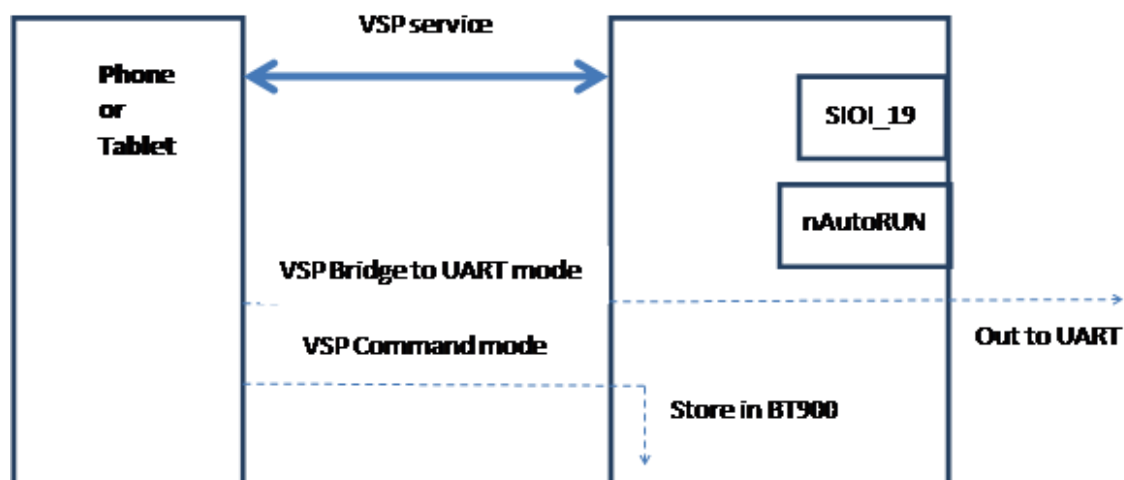 VSP service
Phone
or
Tablet
SIOI_19
nAutoRUN
VSP Bridge to UART mode
VSP Command mode
Out to UART
Store in BT900